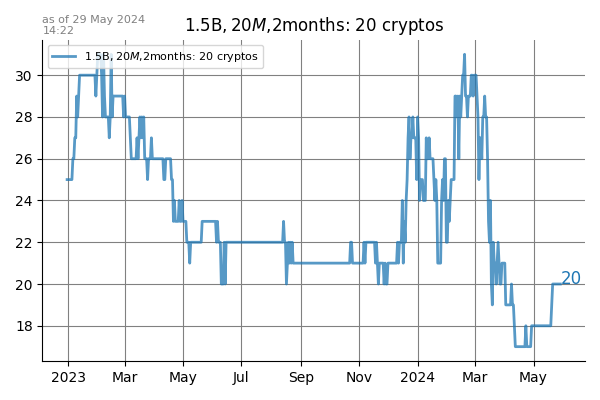 as of 29 May 2024
14:22
1.5B, 20M, 2months: 20 cryptos
1.5B, 20M, 2months: 20 cryptos
30
28
26
24
22
20
18
20
2023
Mar
May
Jul
Sep
Nov
2024
Mar
May